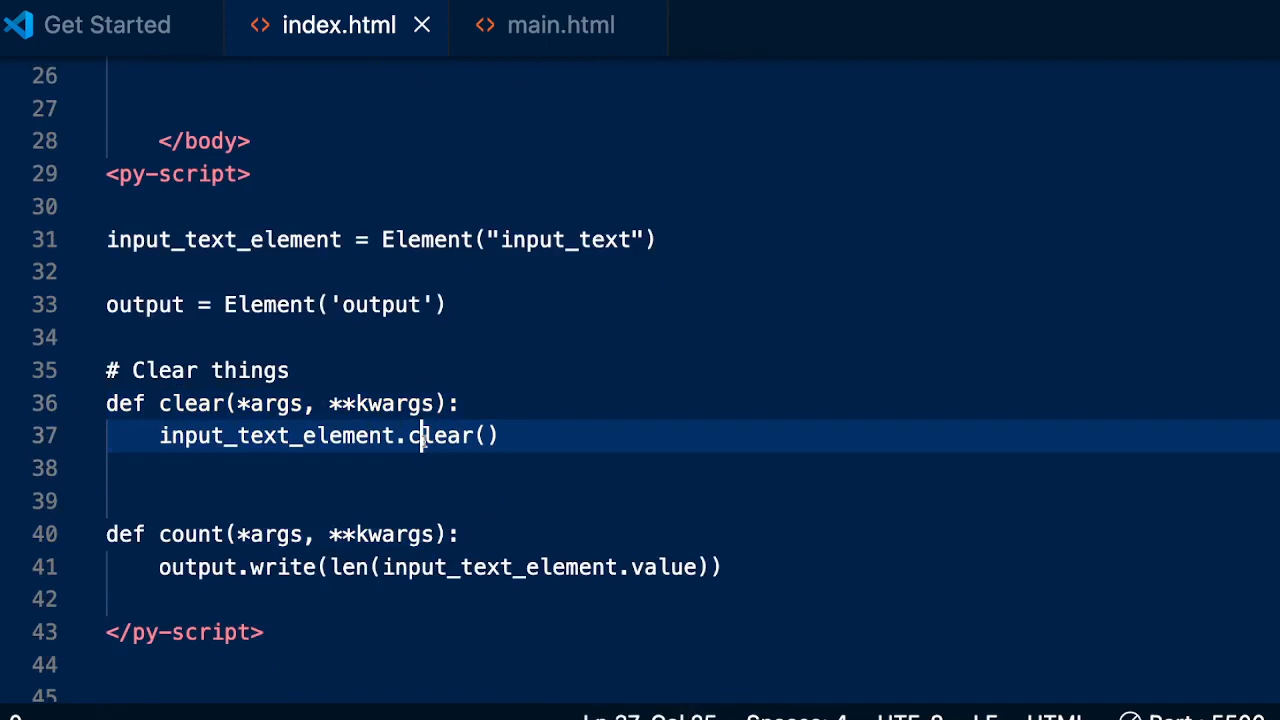 Get Started index.html main.html
26
27
28 </body>
29 <py-script>
30
31 input_text_element = Element("input_text")
32
33 output = Element('output')
34
35 # Clear things
36 def clear(*args, **kwargs):
37 input_text_element.clear()
38
39
40 def count(*args, **kwargs):
41 output.write(len(input_text_element.value))
42
43 </py-script>
44
45